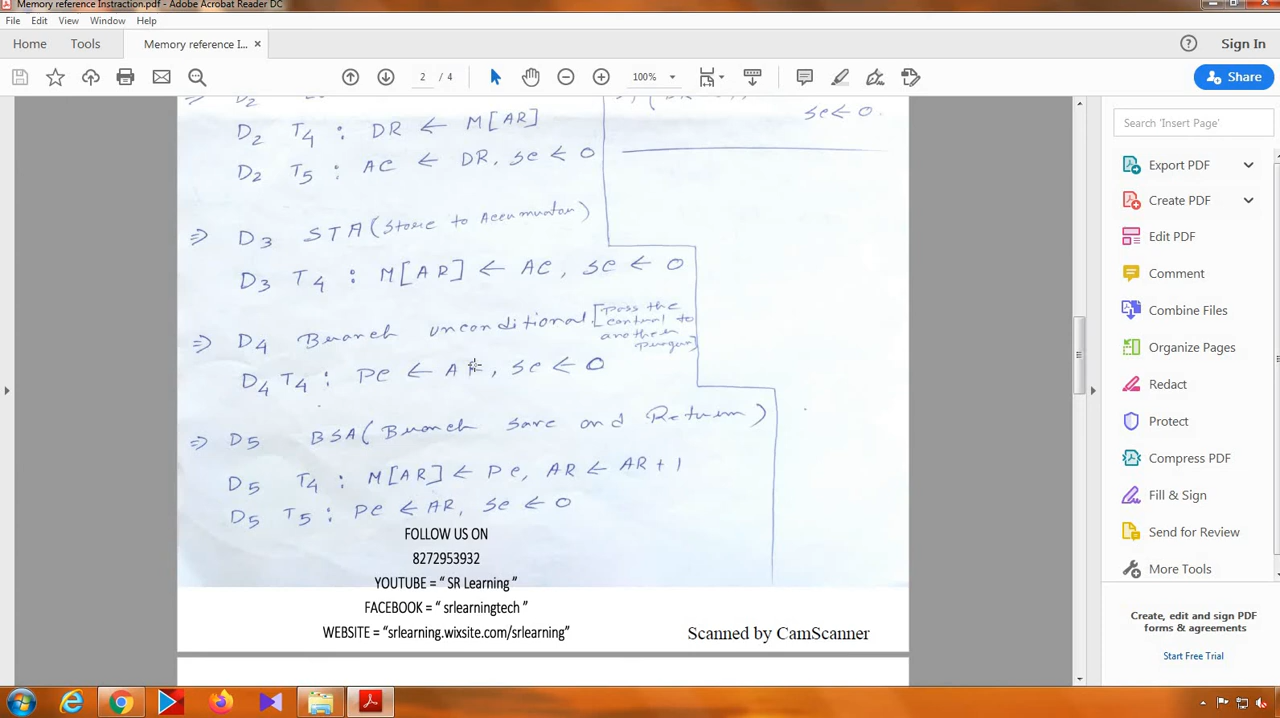 Memory reference Instraction.pdf - Adobe Acrobat Reader DC
File Edit View Window Help
Home Tools Memory reference I... × Sign In
2 / 4 100% Share
D2
SC ← 0.
D2 T4 : DR ← M[AR]
D2 T5 : AC ← DR, SC ← 0
⇒ D3 STA (Store to Accumulator)
D3 T4 : M[AR] ← AC, SC ← 0
⇒ D4 Branch unconditional. [Pass the
control to
another
Program]
D4 T4 : PC ← A , SC ← 0
⇒ D5 BSA (Branch save and Return)
D5 T4 : M[AR] ← PC, AR ← AR + 1
D5 T5 : PC ← AR, SC ← 0
FOLLOW US ON
8272953932
YOUTUBE = “ SR Learning ”
FACEBOOK = “ srlearningtech ”
WEBSITE = “srlearning.wixsite.com/srlearning”
Scanned by CamScanner
Search 'Insert Page'
Export PDF
Create PDF
Edit PDF
Comment
Combine Files
Organize Pages
Redact
Protect
Compress PDF
Fill & Sign
Send for Review
More Tools
Create, edit and sign PDF
forms & agreements
Start Free Trial